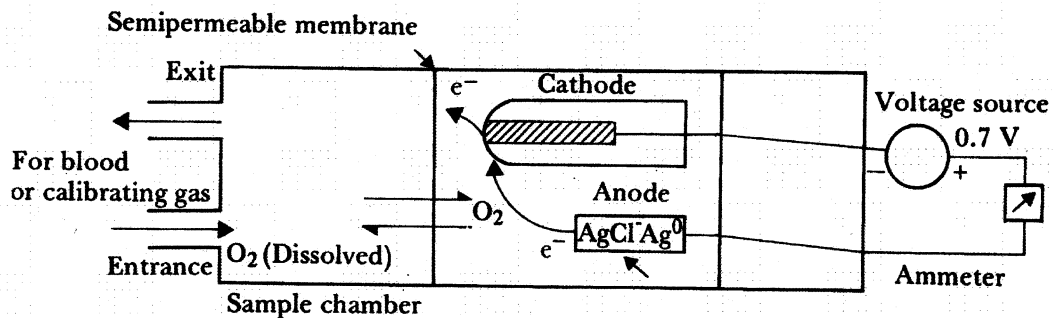 Semipermeable membrane
Exit
e⁻
Cathode
Voltage source
0.7 V
− +
For blood
or calibrating gas
O₂
Anode
e⁻
AgCl⁻Ag⁰
Entrance
O₂ (Dissolved)
Ammeter
Sample chamber